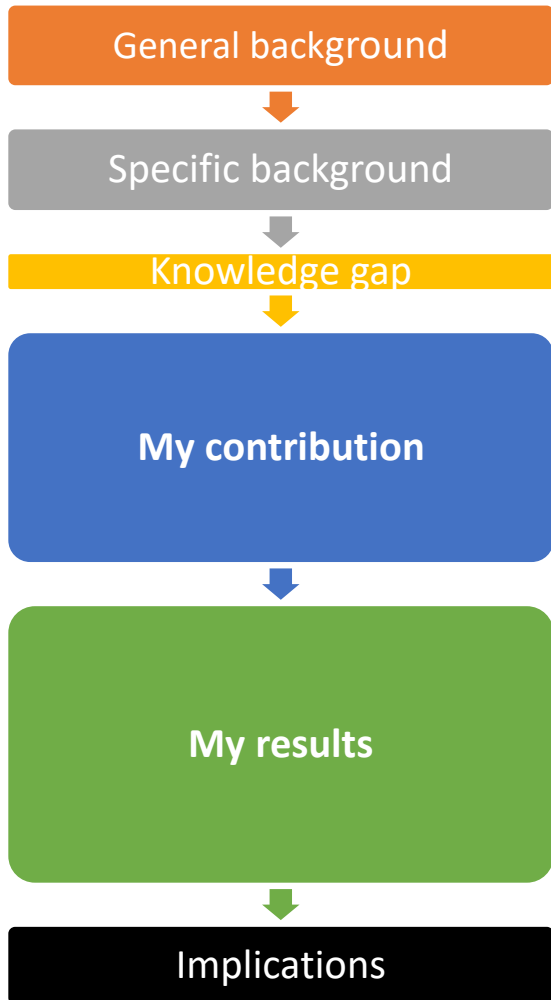 General background
Specific background
Knowledge gap
My contribution
My results
Implications